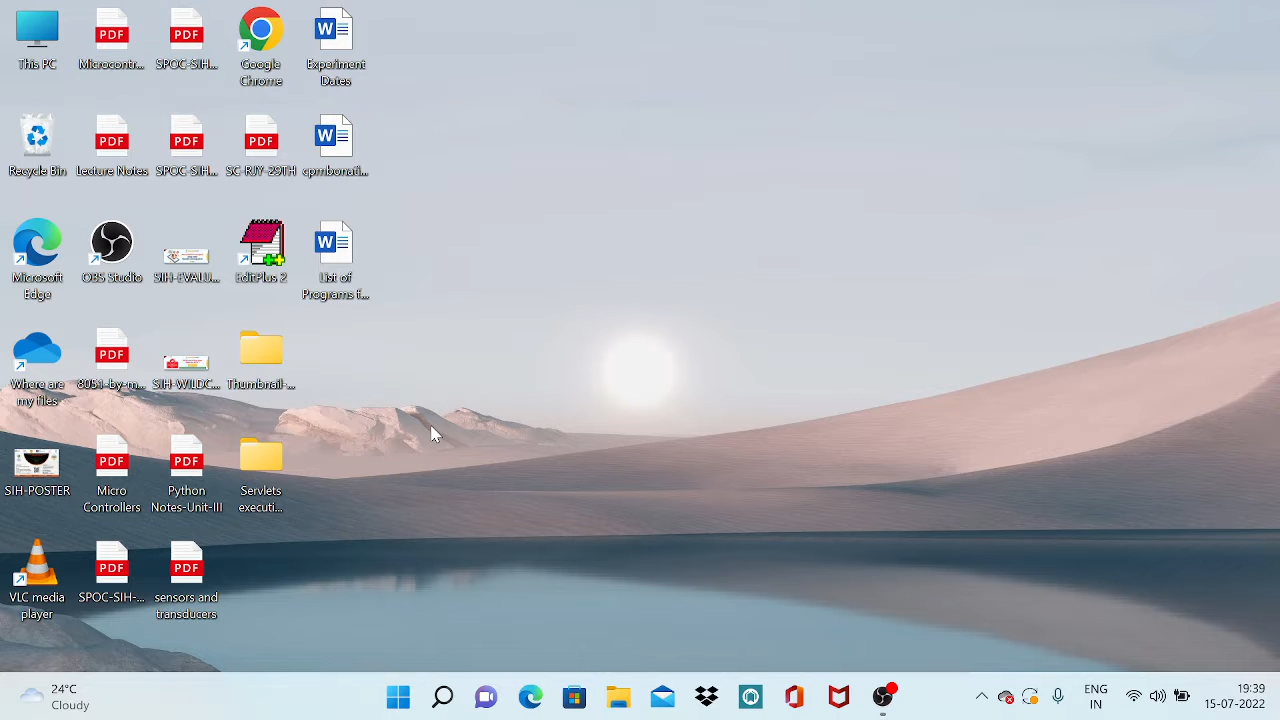 This PC
Microcontr...
SPOC-SIH...
Google
Chrome
Experiment
Dates
PDF
PDF
Recycle Bin
Lecture Notes
SPOC SIH...
SC-RJY-29TH
cpmbonati...
PDF
PDF
PDF
Microsoft
Edge
OBS Studio
SIH-EVALU...
EditPlus 2
List of
Programs f...
Where are
my files
8051-by-m...
SIH-WILDC...
Thumbnail-...
PDF
SIH-POSTER
Micro
Controllers
Python
Notes-Unit-III
Servlets
executi...
PDF
PDF
VLC media
player
SPOC-SIH-...
sensors and
transducers
PDF
PDF
24°C
Cloudy
ENG
IN
19:35
15-07-2022